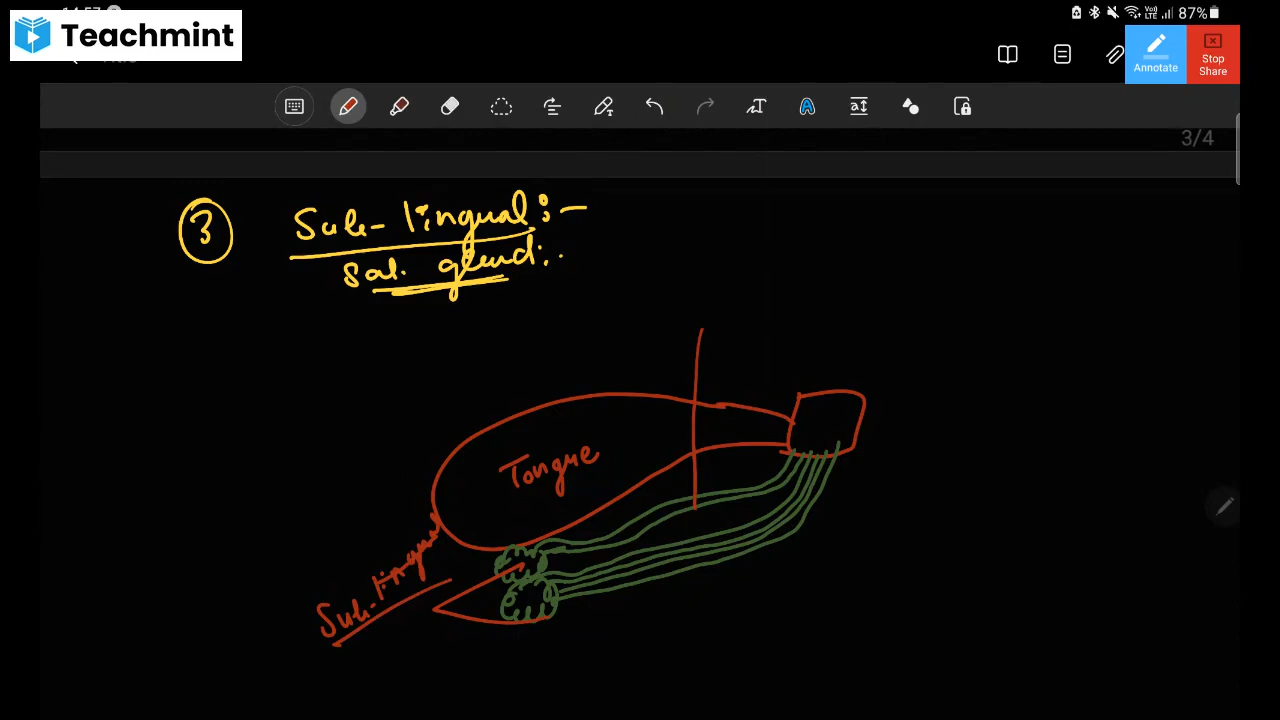 Teachmint
87%
Annotate
Stop
Share
3/4
3 Sub-lingual :-
Sal. gland :.
Tongue
Sub-lingual